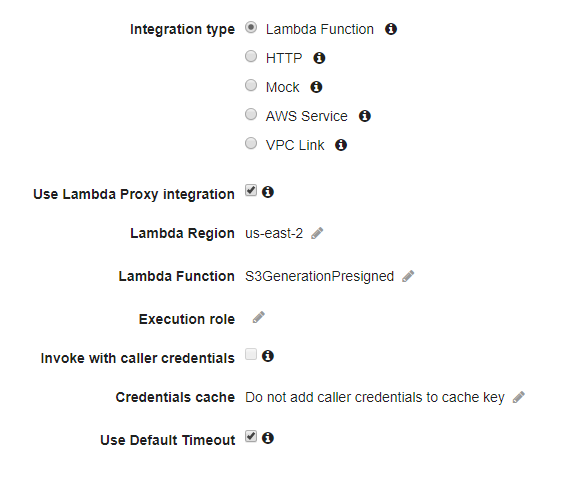 Integration type Lambda Function
HTTP
Mock
AWS Service
VPC Link
Use Lambda Proxy integration
Lambda Region us-east-2
Lambda Function S3GenerationPresigned
Execution role
Invoke with caller credentials
Credentials cache Do not add caller credentials to cache key
Use Default Timeout